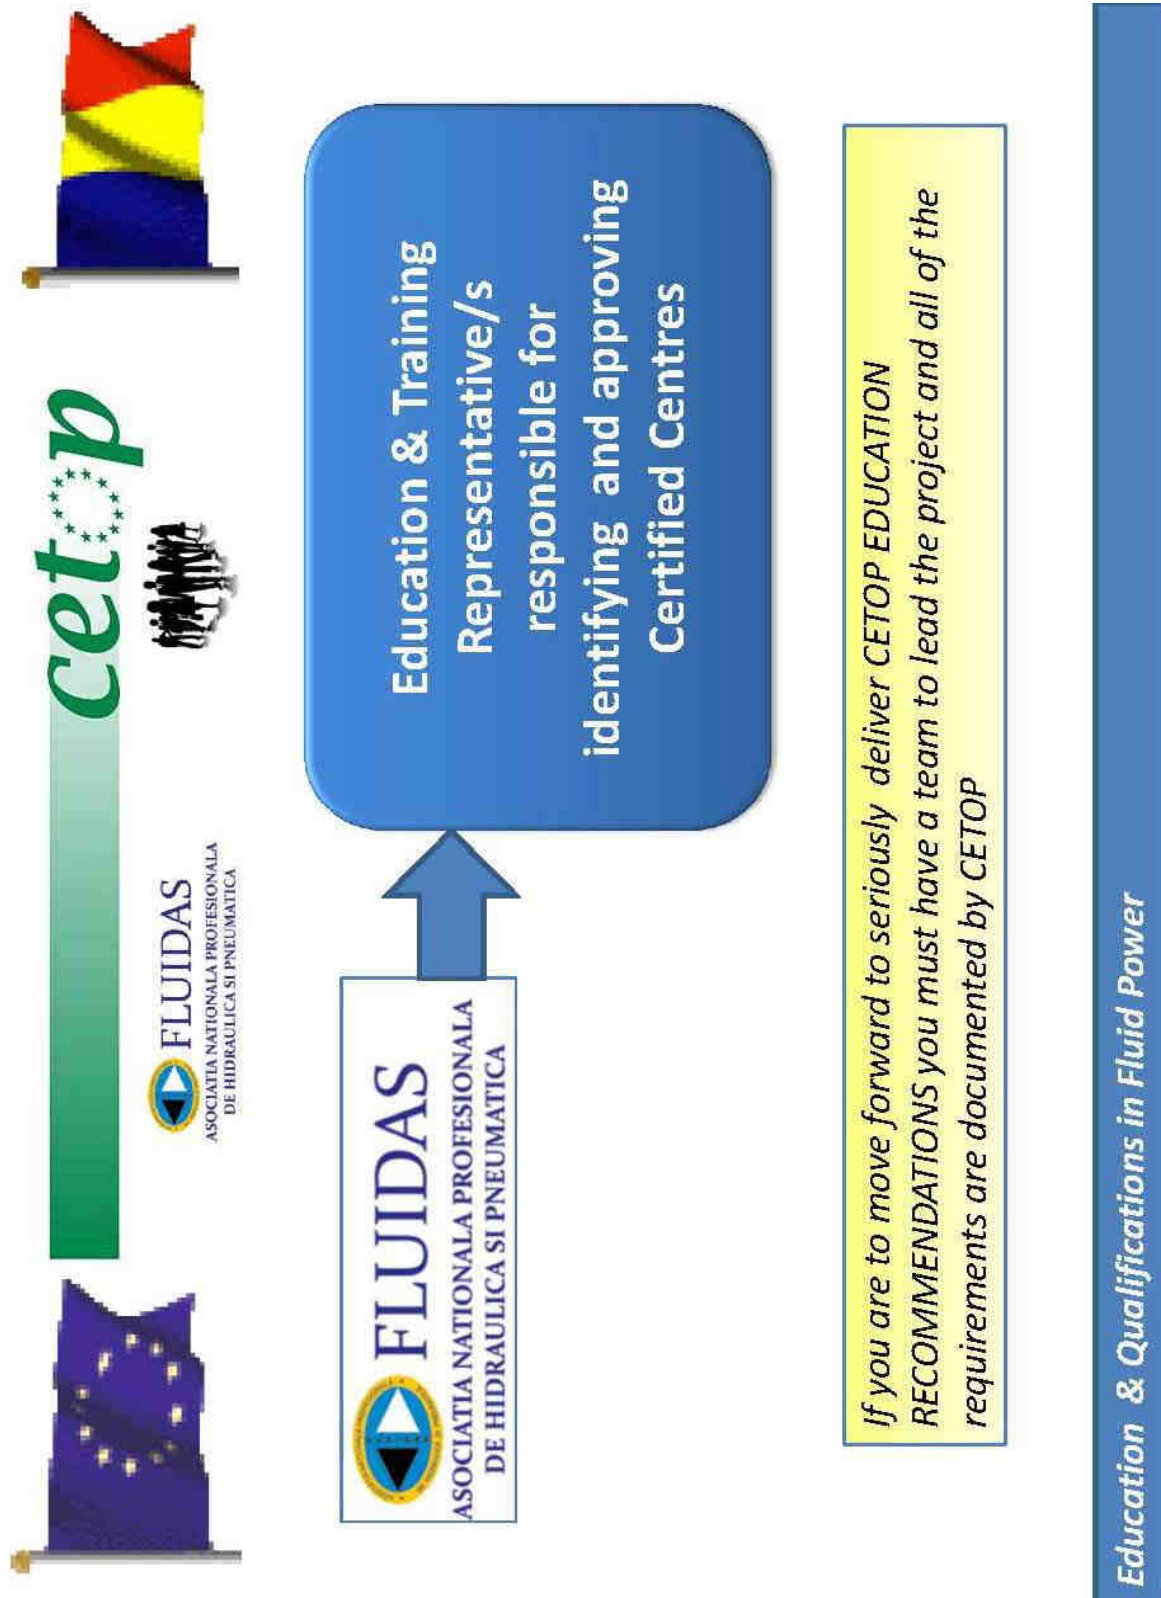 cetop
FLUIDAS
ASOCIATIA NATIONALA PROFESIONALA
DE HIDRAULICA SI PNEUMATICA
FLUIDAS
ASOCIATIA NATIONALA PROFESIONALA
DE HIDRAULICA SI PNEUMATICA
Education & Training
Representative/s
responsible for
identifying and approving
Certified Centres
If you are to move forward to seriously deliver CETOP EDUCATION
RECOMMENDATIONS you must have a team to lead the project and all of the
requirements are documented by CETOP
Education & Qualifications in Fluid Power